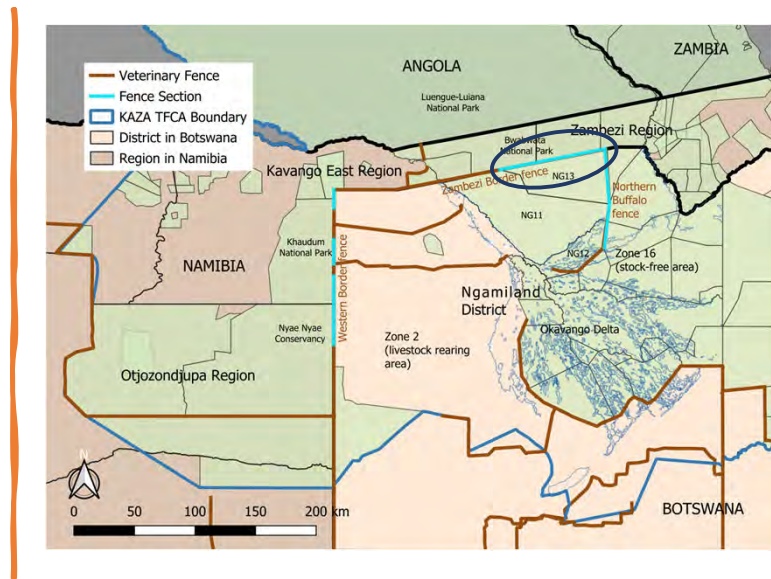 Veterinary Fence
Fence Section
KAZA TFCA Boundary
District in Botswana
Region in Namibia
ANGOLA
ZAMBIA
Luengue-Luiana
National Park
Bwabwata
National Park
Zambezi Region
Kavango East Region
Zambezi Border fence
NG13
Northern
Buffalo
fence
NG11
Khaudum
National Park
NAMIBIA
Western Border fence
NG12
Zone 16
(stock-free area)
Ngamiland
District
Okavango Delta
Nyae Nyae
Conservancy
Zone 2
(livestock rearing
area)
Otjozondjupa Region
N
0 50 100 150 200 km
BOTSWANA